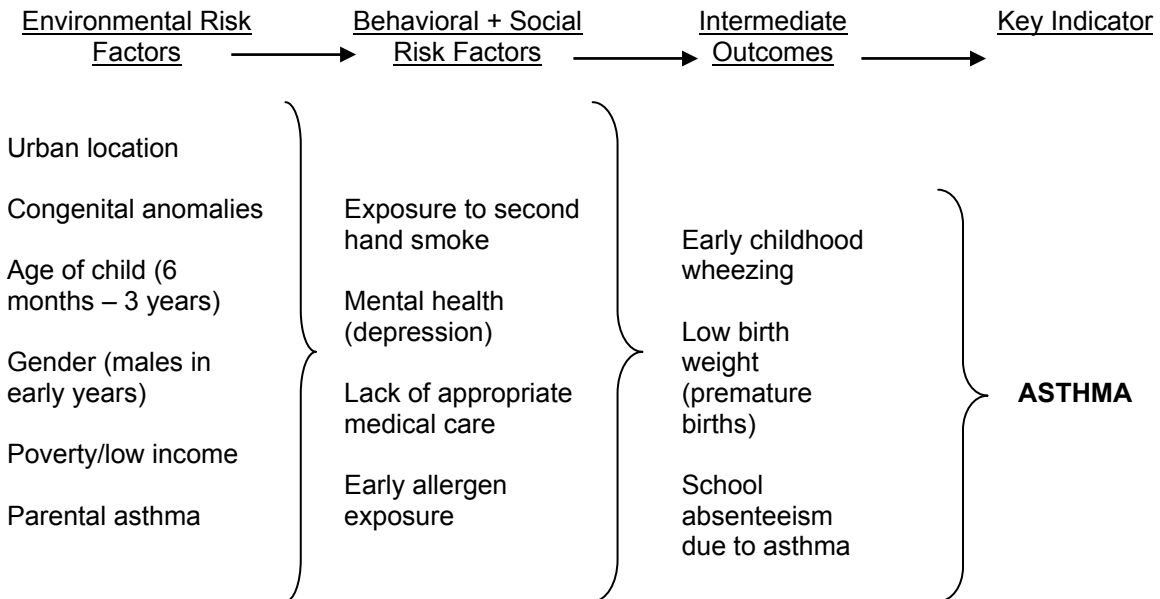 Environmental Risk
Factors
Behavioral + Social
Risk Factors
Intermediate
Outcomes
Key Indicator
Urban location
Congenital anomalies
Age of child (6
months – 3 years)
Gender (males in
early years)
Poverty/low income
Parental asthma
Exposure to second
hand smoke
Mental health
(depression)
Lack of appropriate
medical care
Early allergen
exposure
Early childhood
wheezing
Low birth
weight
(premature
births)
School
absenteeism
due to asthma
ASTHMA